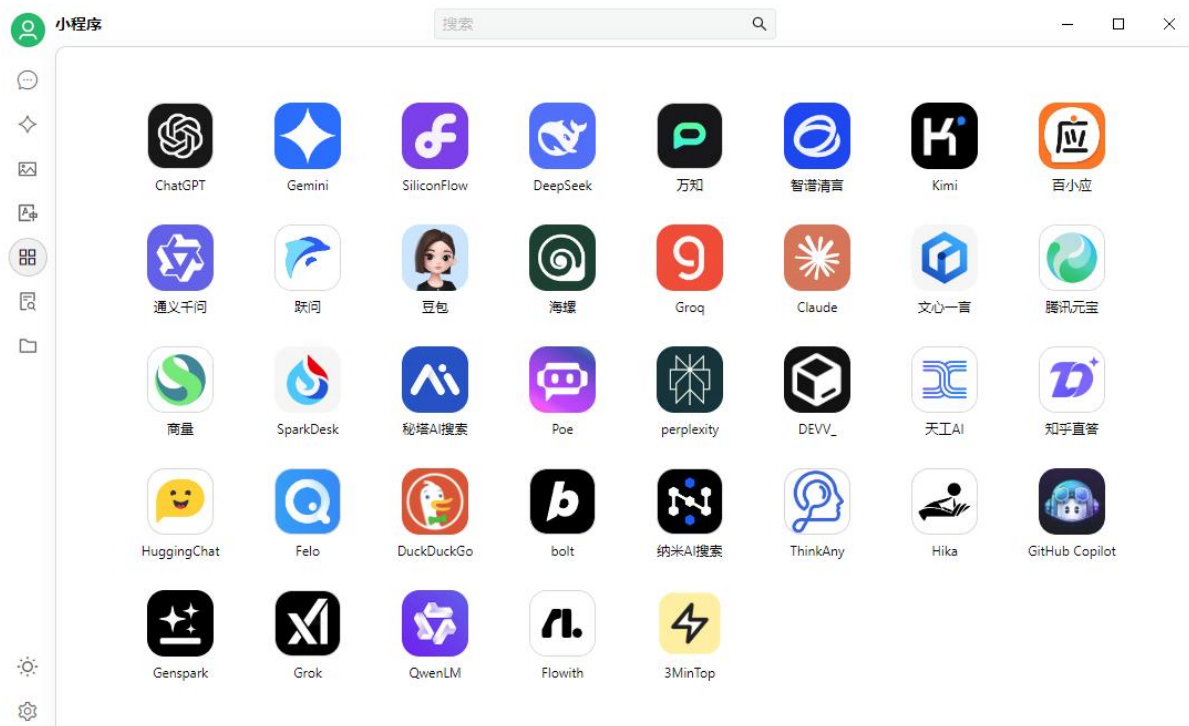 小程序
搜索
ChatGPT
Gemini
SiliconFlow
DeepSeek
万知
智谱清言
Kimi
百小应
通义千问
跃问
豆包
海螺
Groq
Claude
文心一言
腾讯元宝
商量
SparkDesk
秘塔AI搜索
Poe
perplexity
DEVV_
天工AI
知乎直答
HuggingChat
Felo
DuckDuckGo
bolt
纳米AI搜索
ThinkAny
Hika
GitHub Copilot
Genspark
Grok
QwenLM
Flowith
3MinTop